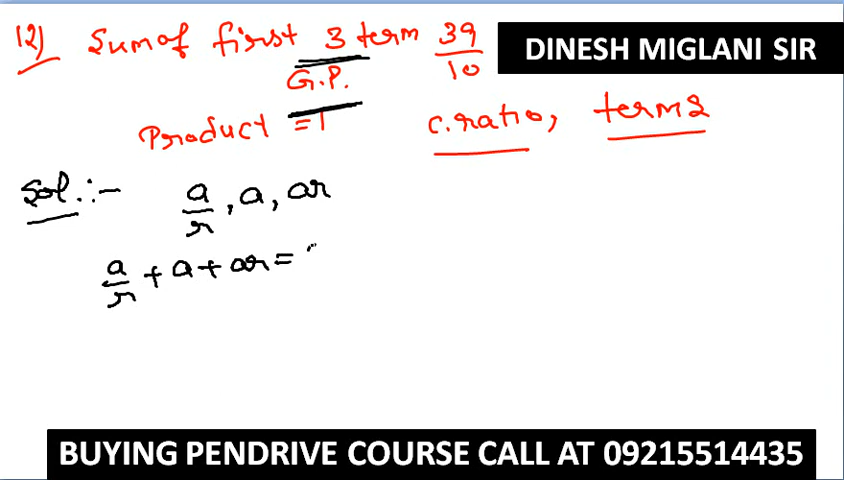 12) Sum of first 3 term 39/10
DINESH MIGLANI SIR
G.P.
Product = 1 c.ratio, terms
Sol. :- a/r, a, ar
a/r + a + ar =
BUYING PENDRIVE COURSE CALL AT 09215514435